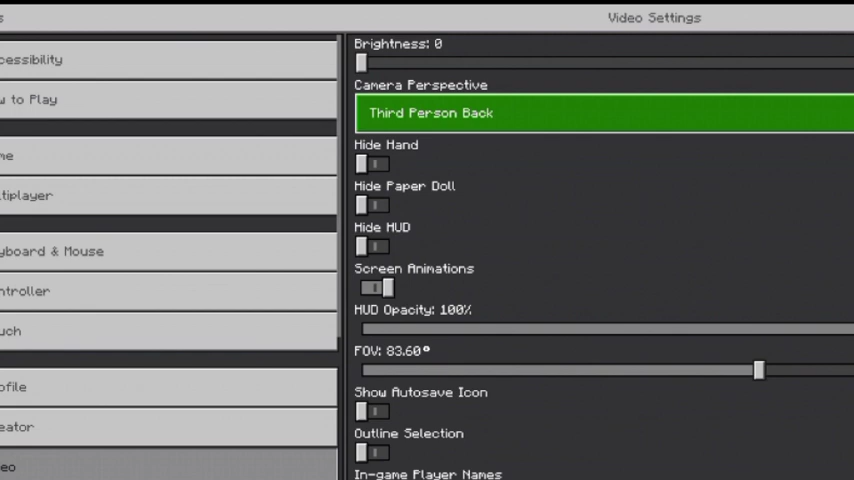 s
Video Settings
cessibility
w to Play
me
ltiplayer
yboard & Mouse
ntroller
uch
ofile
eator
eo
Brightness: 0
Camera Perspective
Third Person Back
Hide Hand
Hide Paper Doll
Hide HUD
Screen Animations
HUD Opacity: 100%
FOV: 83.60°
Show Autosave Icon
Outline Selection
In-game Player Names